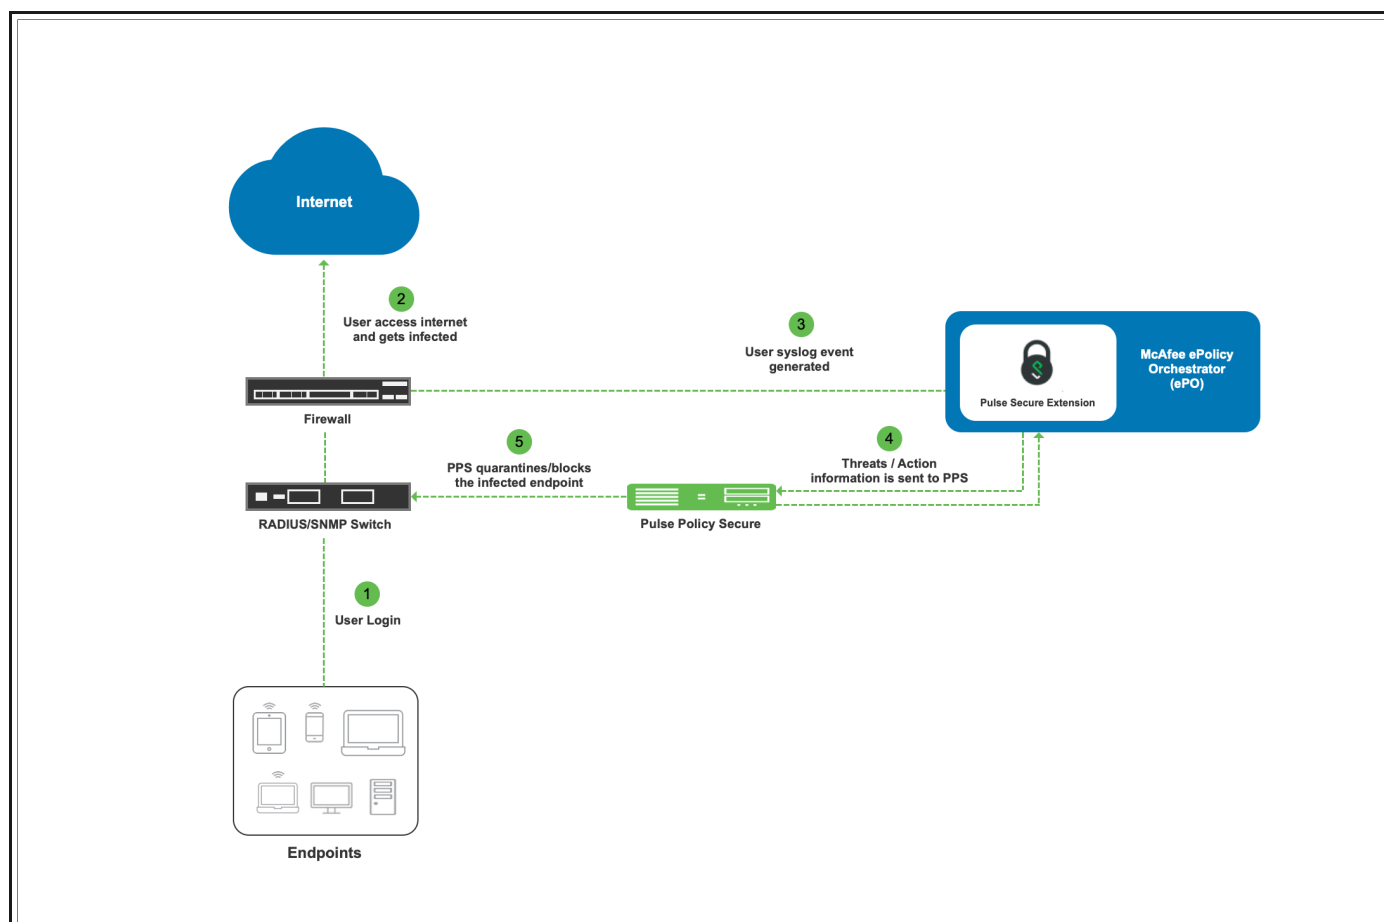 Internet
2
User access internet
and gets infected
3
User syslog event
generated
McAfee ePolicy
Orchestrator
(ePO)
Pulse Secure Extension
Firewall
5
PPS quarantines/blocks
the infected endpoint
4
Threats / Action
information is sent to PPS
RADIUS/SNMP Switch
Pulse Policy Secure
1
User Login
Endpoints